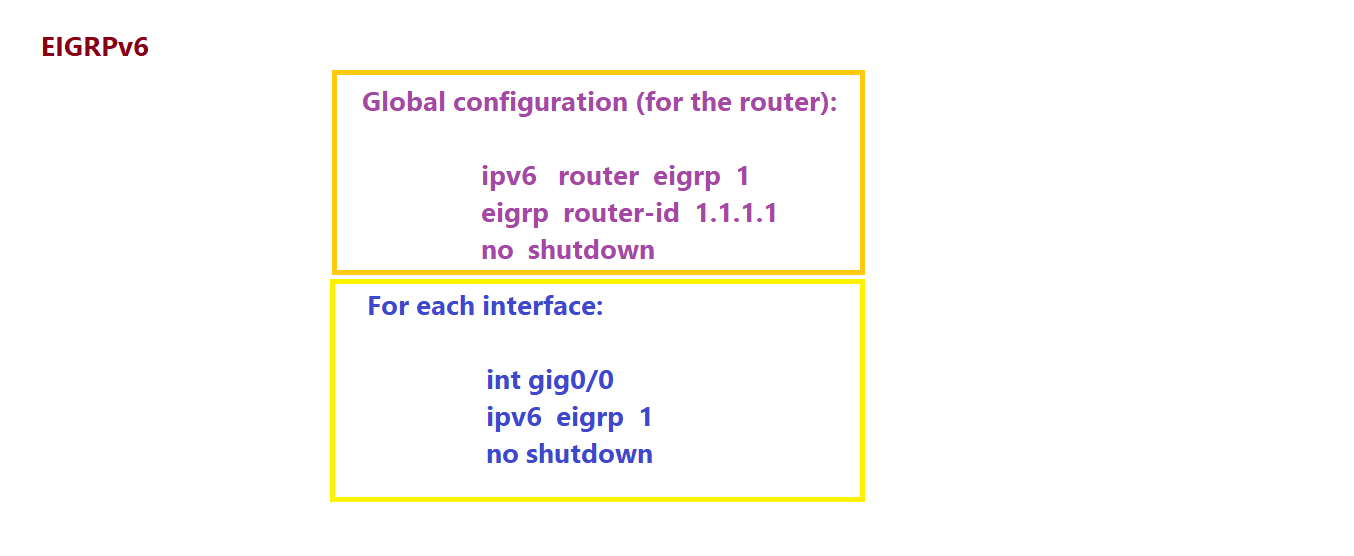 EIGRPv6
Global configuration (for the router):
ipv6 router eigrp 1
eigrp router-id 1.1.1.1
no shutdown
For each interface:
int gig0/0
ipv6 eigrp 1
no shutdown